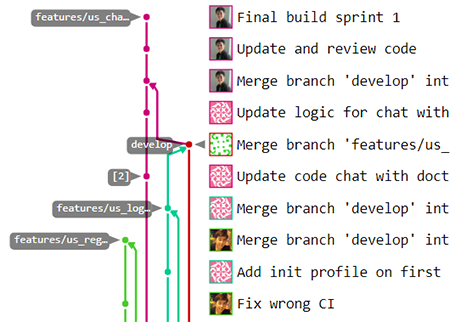 features/us_cha… Final build sprint 1
Update and review code
Merge branch 'develop' int
Update logic for chat with
develop Merge branch 'features/us_
[2] Update code chat with doct
features/us_log… Merge branch 'develop' int
features/us_reg… Merge branch 'develop' int
Add init profile on first
Fix wrong CI